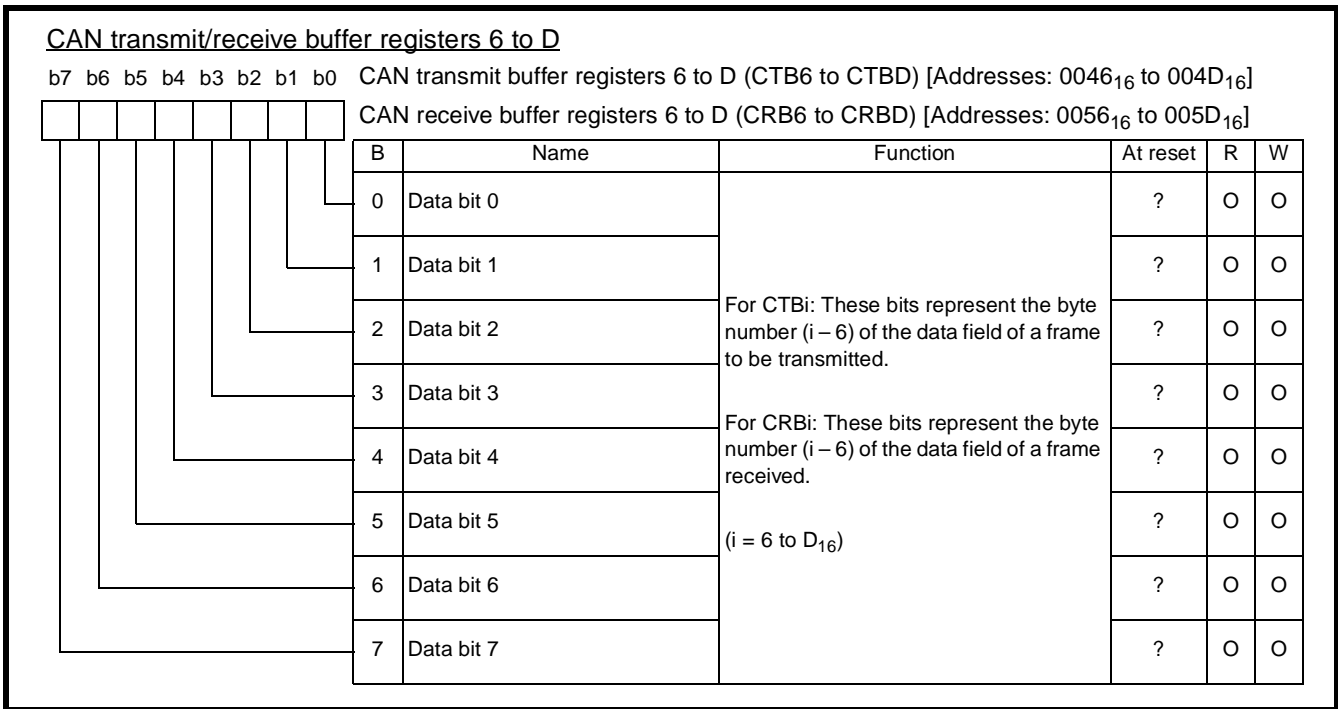 CAN transmit/receive buffer registers 6 to D
b7 b6 b5 b4 b3 b2 b1 b0 CAN transmit buffer registers 6 to D (CTB6 to CTBD) [Addresses: 0046₁₆ to 004D₁₆]
CAN receive buffer registers 6 to D (CRB6 to CRBD) [Addresses: 0056₁₆ to 005D₁₆]
B Name Function At reset R W
0 Data bit 0 ? O O
1 Data bit 1 ? O O
For CTBi: These bits represent the byte
2 Data bit 2 number (i – 6) of the data field of a frame ? O O
to be transmitted.
3 Data bit 3 ? O O
For CRBi: These bits represent the byte
4 Data bit 4 number (i – 6) of the data field of a frame ? O O
received.
5 Data bit 5 ? O O
(i = 6 to D₁₆)
6 Data bit 6 ? O O
7 Data bit 7 ? O O